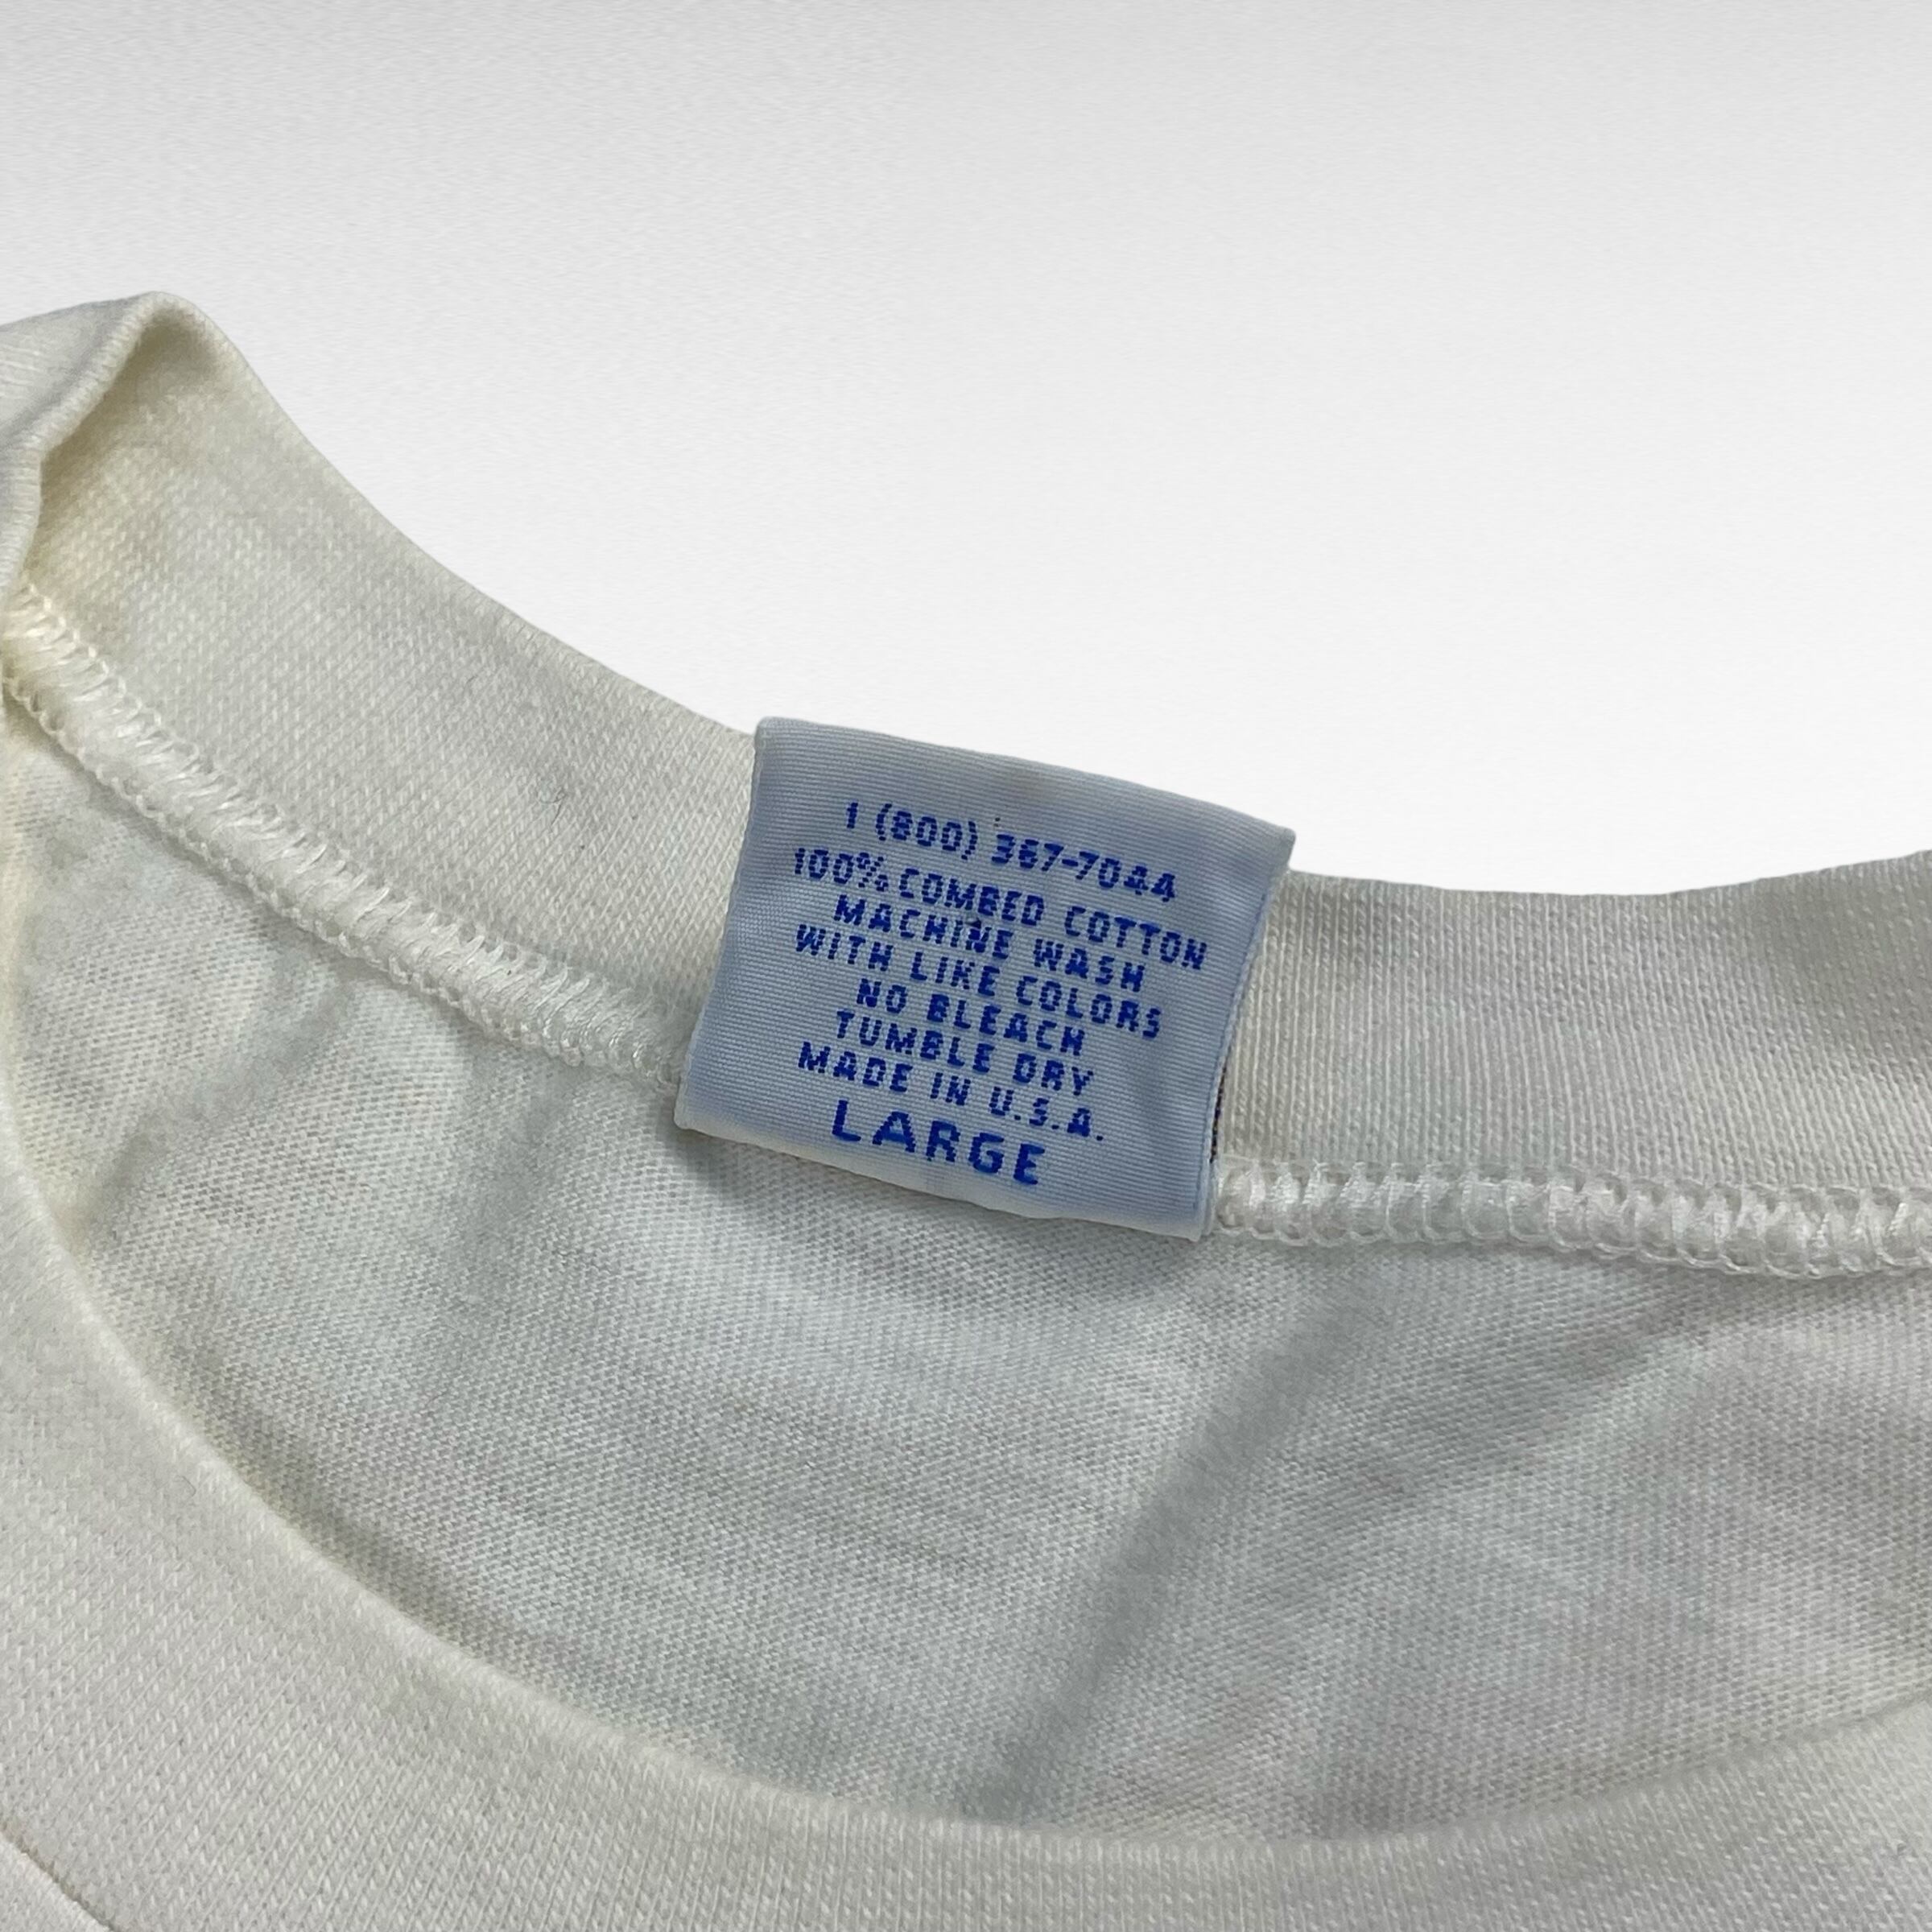 1 (800) 367-7044
100% COMBED COTTON
MACHINE WASH
WITH LIKE COLORS
NO BLEACH
TUMBLE DRY
MADE IN U.S.A.
LARGE